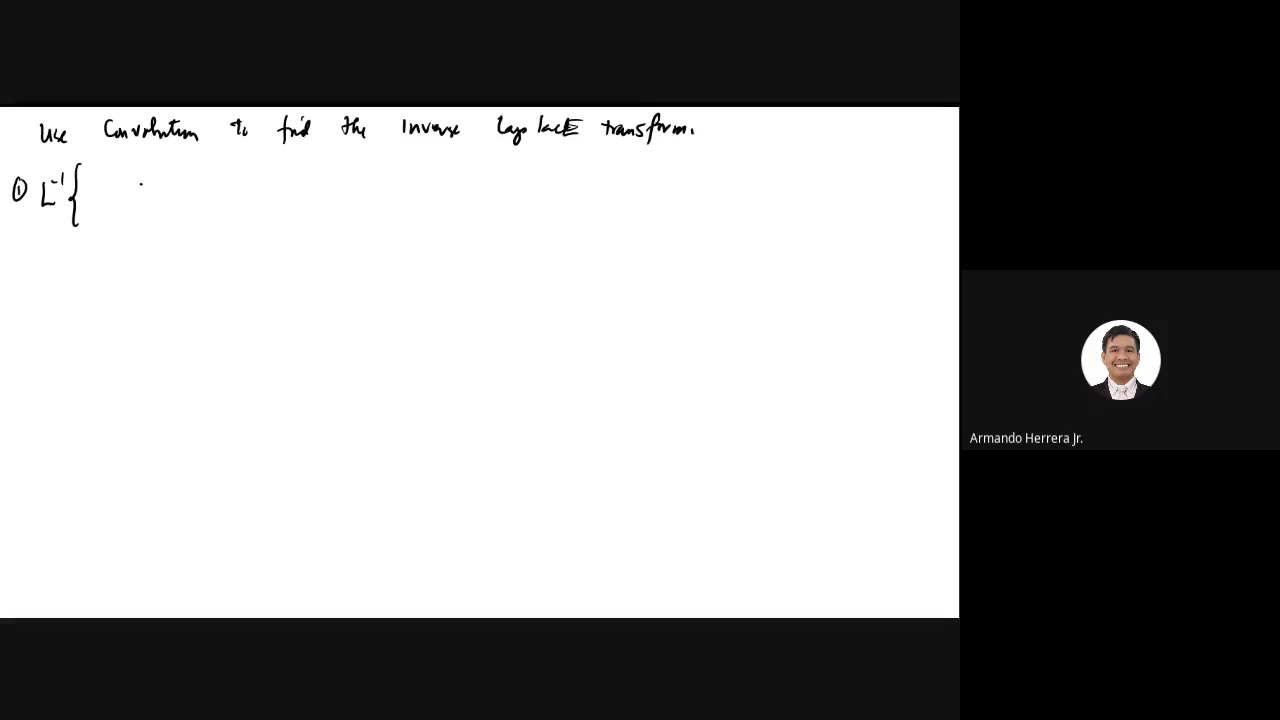 Use Convolution to find the inverse Laplace transform.
① L⁻¹{
Armando Herrera Jr.